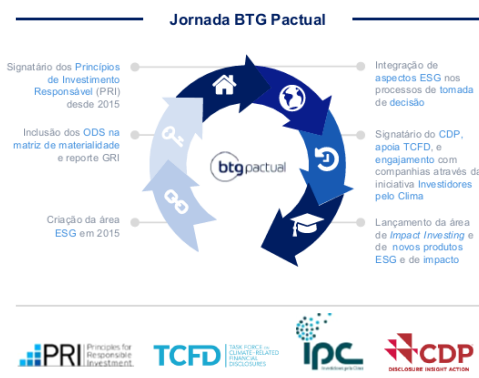 Jornada BTG Pactual
Signatário dos Princípios
de Investimento
Responsável (PRI)
desde 2015
Inclusão dos ODS na
matriz de materialidade
e reporte GRI
Criação da área
ESG em 2015
btgpactual
Integração de
aspectos ESG nos
processos de tomada
de decisão
Signatário do CDP,
apoia TCFD, e
engajamento com
companhias através da
iniciativa Investidores
pelo Clima
Lançamento da área
de Impact Investing e
de novos produtos
ESG e de impacto
PRI
Principles for
Responsible
Investment
TCFD
TASK FORCE ON
CLIMATE-RELATED
FINANCIAL
DISCLOSURES
IPC
Investidores pelo Clima
CDP
DISCLOSURE INSIGHT ACTION